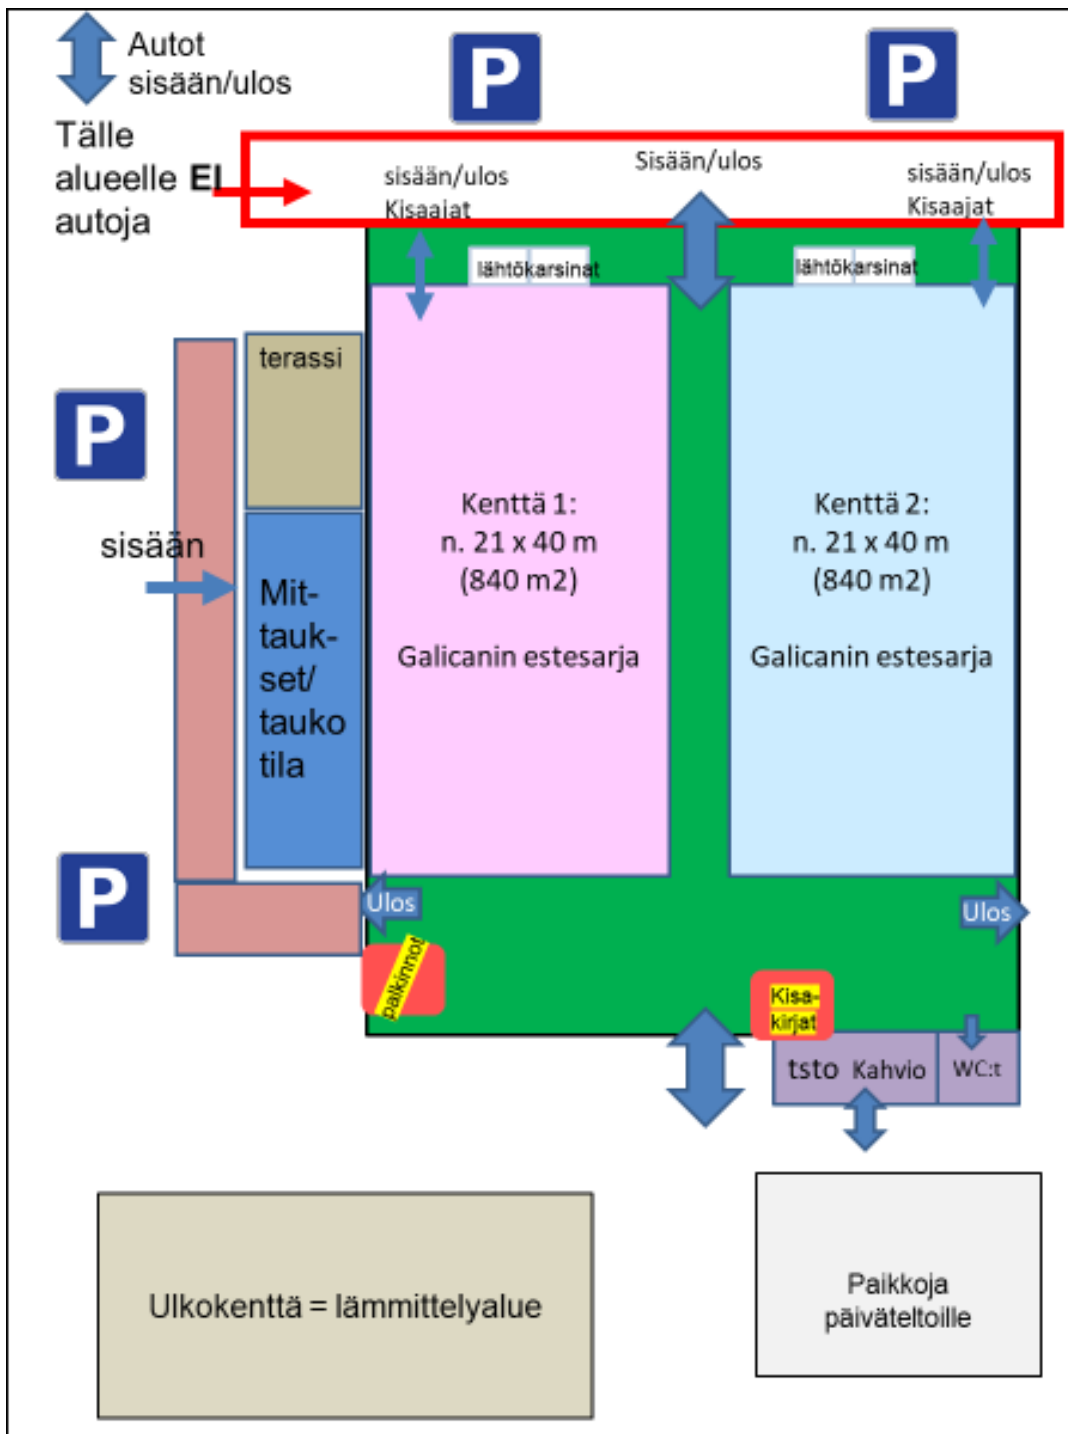 Autot
sisään/ulos
P
P
Tälle
alueelle EI
autoja
sisään/ulos
Kisaajat
Sisään/ulos
sisään/ulos
Kisaajat
lähtökarsinat
lähtökarsinat
terassi
P
sisään
Mit-
tauk-
set/
tauko
tila
Kenttä 1:
n. 21 x 40 m
(840 m2)
Galicanin estesarja
Kenttä 2:
n. 21 x 40 m
(840 m2)
Galicanin estesarja
P
Ulos
Ulos
palkinnot
Kisa-
kirjat
tsto Kahvio
WC:t
Ulkokenttä = lämmittelyalue
Paikkoja
päiväteltoille